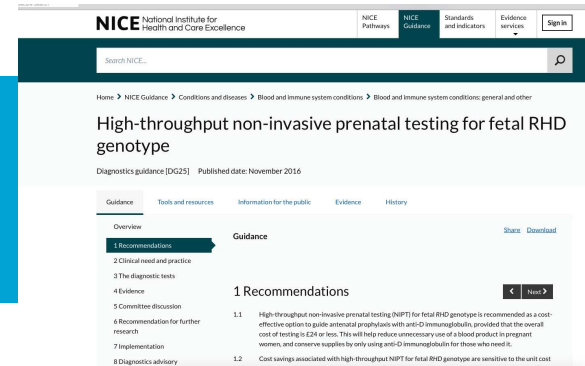 NICE National Institute for
Health and Care Excellence
NICE
Pathways
NICE
Guidance
Standards
and indicators
Evidence
services
Sign in
Search NICE...
Home > NICE Guidance > Conditions and diseases > Blood and immune system conditions > Blood and immune system conditions: general and other
High-throughput non-invasive prenatal testing for fetal RHD
genotype
Diagnostics guidance [DG25] Published date: November 2016
Guidance Tools and resources Information for the public Evidence History
Overview
1 Recommendations
2 Clinical need and practice
3 The diagnostic tests
4 Evidence
5 Committee discussion
6 Recommendation for further
research
7 Implementation
8 Diagnostics advisory
Guidance
Share Download
1 Recommendations
Next >
1.1 High-throughput non-invasive prenatal testing (NIPT) for fetal RHD genotype is recommended as a cost-
effective option to guide antenatal prophylaxis with anti-D immunoglobulin, provided that the overall
cost of testing is £24 or less. This will help reduce unnecessary use of a blood product in pregnant
women, and conserve supplies by only using anti-D immunoglobulin for those who need it.
1.2 Cost savings associated with high-throughput NIPT for fetal RHD genotype are sensitive to the unit cost